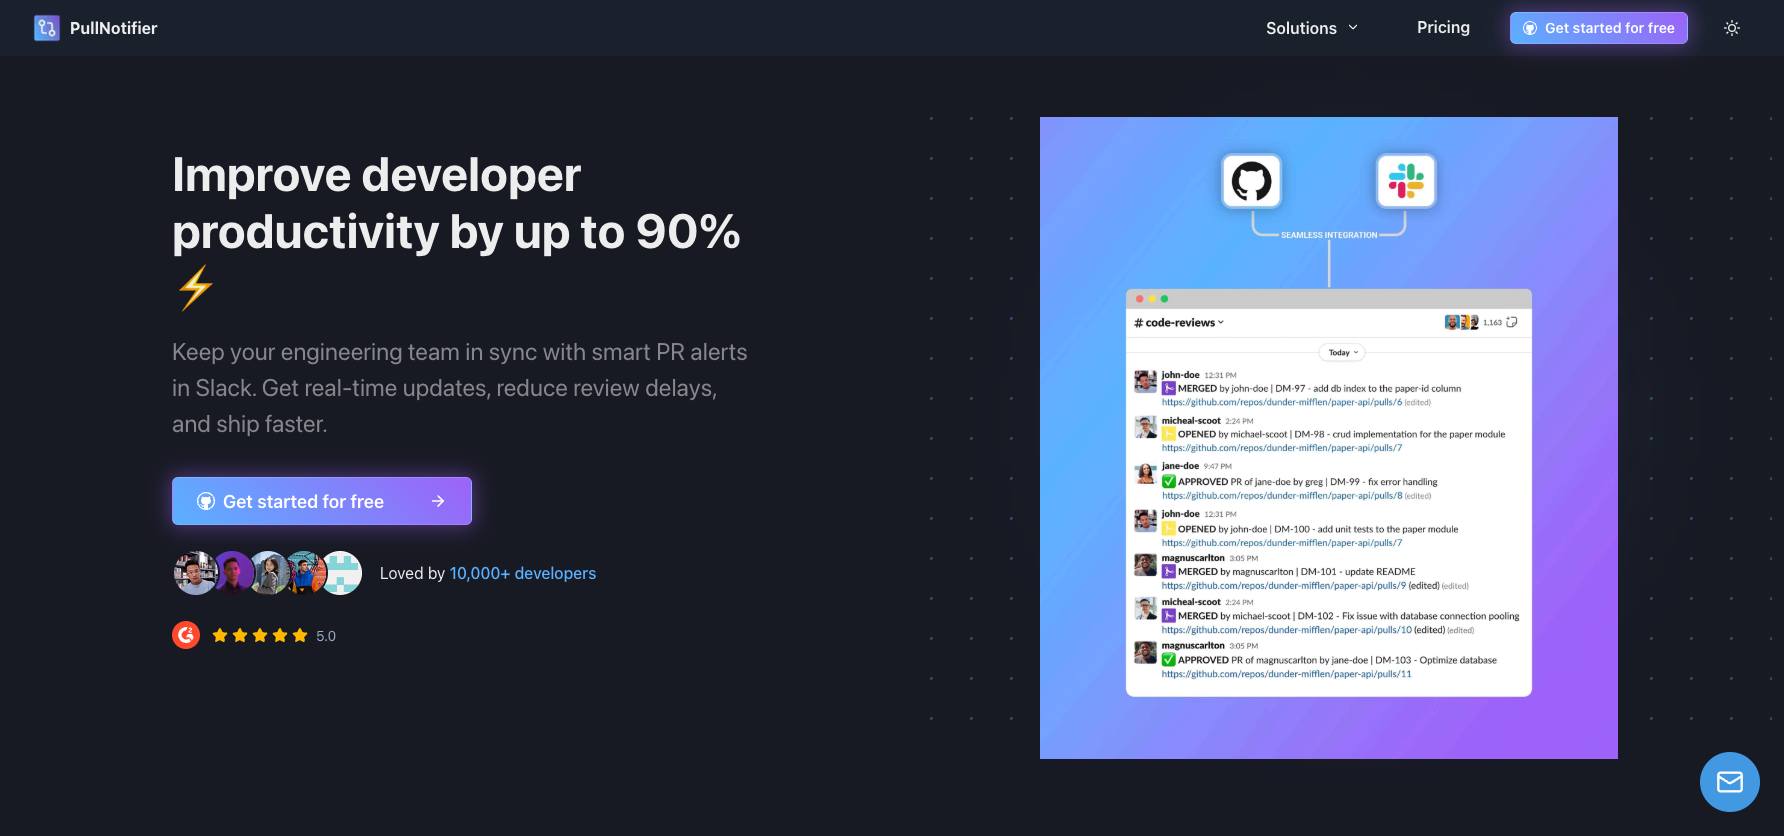 PullNotifier
Solutions
Pricing
Get started for free
Improve developer
productivity by up to 90%
⚡
Keep your engineering team in sync with smart PR alerts
in Slack. Get real-time updates, reduce review delays,
and ship faster.
Get started for free →
Loved by 10,000+ developers
5.0
SEAMLESS INTEGRATION
# code-reviews
1,163
Today
john-doe 12:31 PM
MERGED by john-doe | DM-97 - add db index to the paper-id column
https://github.com/repos/dunder-mifflen/paper-api/pulls/6 (edited)
micheal-scoot 2:24 PM
OPENED by michael-scoot | DM-98 - crud implementation for the paper module
https://github.com/repos/dunder-mifflen/paper-api/pulls/7
jane-doe 9:47 PM
✅ APPROVED PR of jane-doe by greg | DM-99 - fix error handling
https://github.com/repos/dunder-mifflen/paper-api/pulls/8 (edited)
john-doe 12:31 PM
OPENED by john-doe | DM-100 - add unit tests to the paper module
https://github.com/repos/dunder-mifflen/paper-api/pulls/7
magnuscarlton 3:05 PM
MERGED by magnuscarlton | DM-101 - update README
https://github.com/repos/dunder-mifflen/paper-api/pulls/9 (edited) (edited)
micheal-scoot 2:24 PM
MERGED by michael-scoot | DM-102 - Fix issue with database connection pooling
https://github.com/repos/dunder-mifflen/paper-api/pulls/10 (edited) (edited)
magnuscarlton 3:05 PM
✅ APPROVED PR of magnuscarlton by jane-doe | DM-103 - Optimize database
https://github.com/repos/dunder-mifflen/paper-api/pulls/11